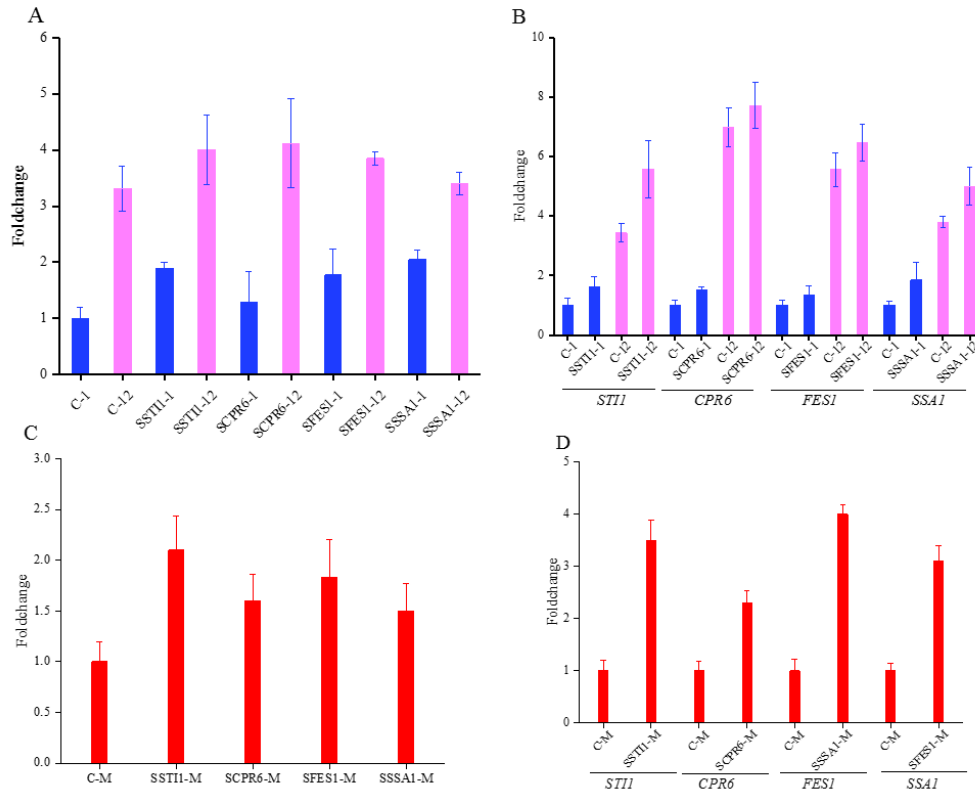 A
Foldchange
6
5
4
3
2
1
0
C-1
C-12
SSTI1-1
SSTI1-12
SCPR6-1
SCPR6-12
SFES1-1
SFES1-12
SSSA1-1
SSSA1-12
B
Foldchange
10
8
6
4
2
0
C-1
SSTI1-1
C-12
SSTI1-12
C-1
SCPR6-1
C-12
SCPR6-12
C-1
SFES1-1
C-12
SFES1-12
C-1
SSSA1-1
C-12
SSSA1-12
STI1 CPR6 FES1 SSA1
C
Foldchange
3.0
2.5
2.0
1.5
1.0
0.5
0.0
C-M SSTI1-M SCPR6-M SFES1-M SSSA1-M
D
Foldchange
5
4
3
2
1
0
C-M
SSTI1-M
C-M
SCPR6-M
C-M
SSSA1-M
C-M
SFES1-M
STI1 CPR6 FES1 SSA1